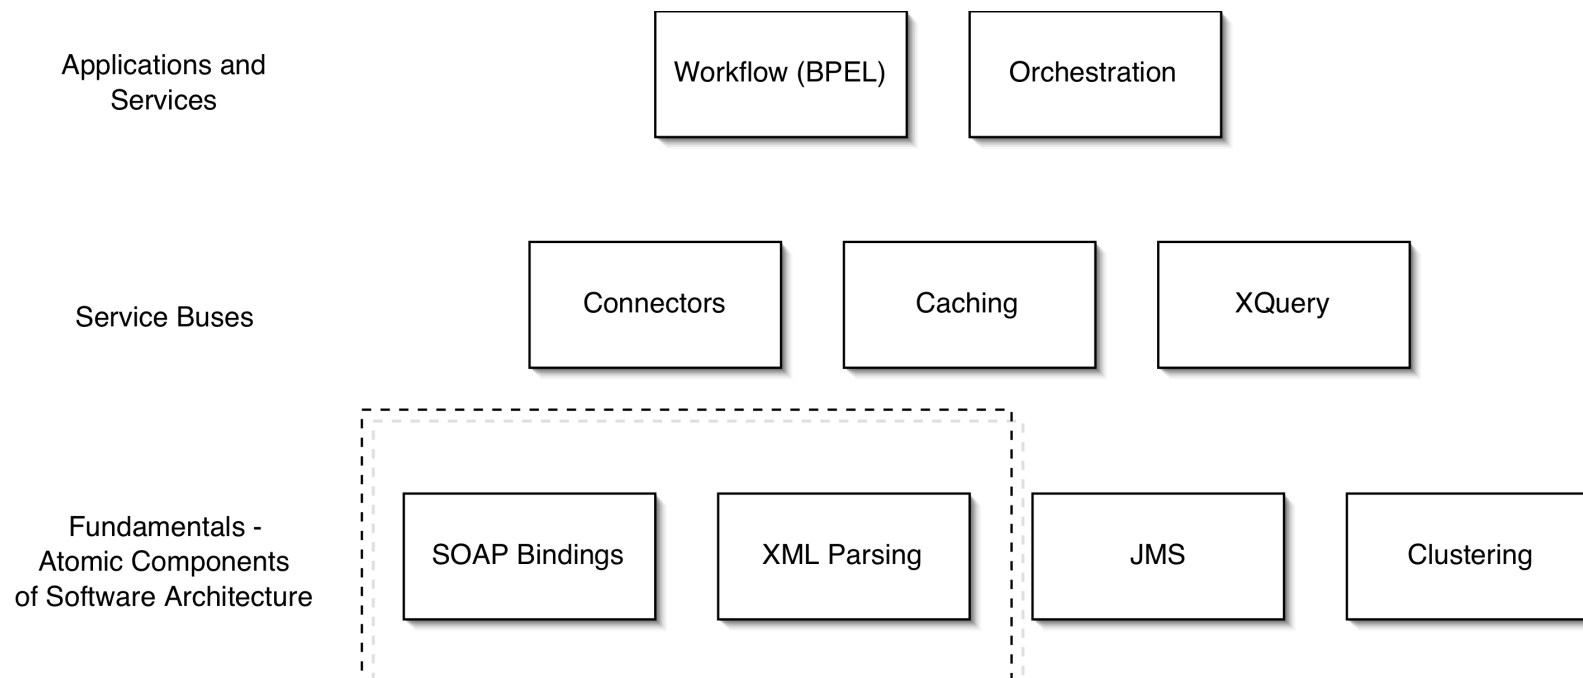 Applications and
Services
Workflow (BPEL)
Orchestration
Service Buses
Connectors
Caching
XQuery
Fundamentals -
Atomic Components
of Software Architecture
SOAP Bindings
XML Parsing
JMS
Clustering